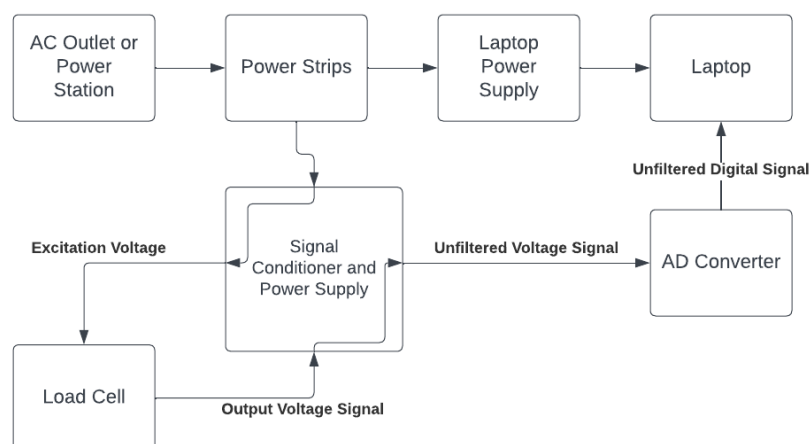 AC Outlet or
Power
Station
Power Strips
Laptop
Power
Supply
Laptop
Unfiltered Digital Signal
Excitation Voltage
Signal
Conditioner and
Power Supply
Unfiltered Voltage Signal
AD Converter
Load Cell
Output Voltage Signal